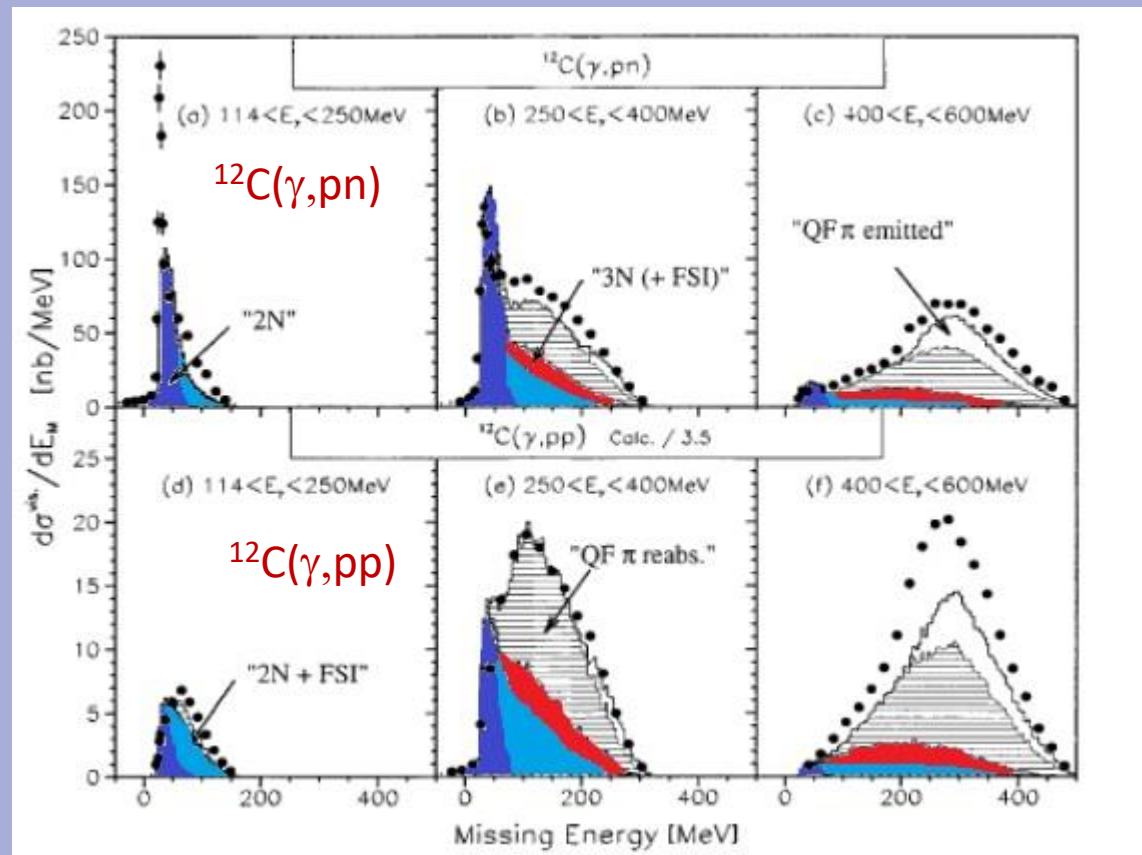 250
200
150
100
50
0
¹²C(γ,pn)
(a) 114<Eᵧ<250MeV
(b) 250<Eᵧ<400MeV
(c) 400<Eᵧ<600MeV
¹²C(γ,pn)
"2N"
"3N (+ FSI)"
"QF π emitted"
dσᵛⁱˢ·/dE_M [nb/MeV]
25
20
15
10
5
0
¹²C(γ,pp) Calc. / 3.5
(d) 114<Eᵧ<250MeV
(e) 250<Eᵧ<400MeV
(f) 400<Eᵧ<600MeV
¹²C(γ,pp)
"2N + FSI"
"QF π reabs."
0 200 400 0 200 400 0 200 400
Missing Energy [MeV]